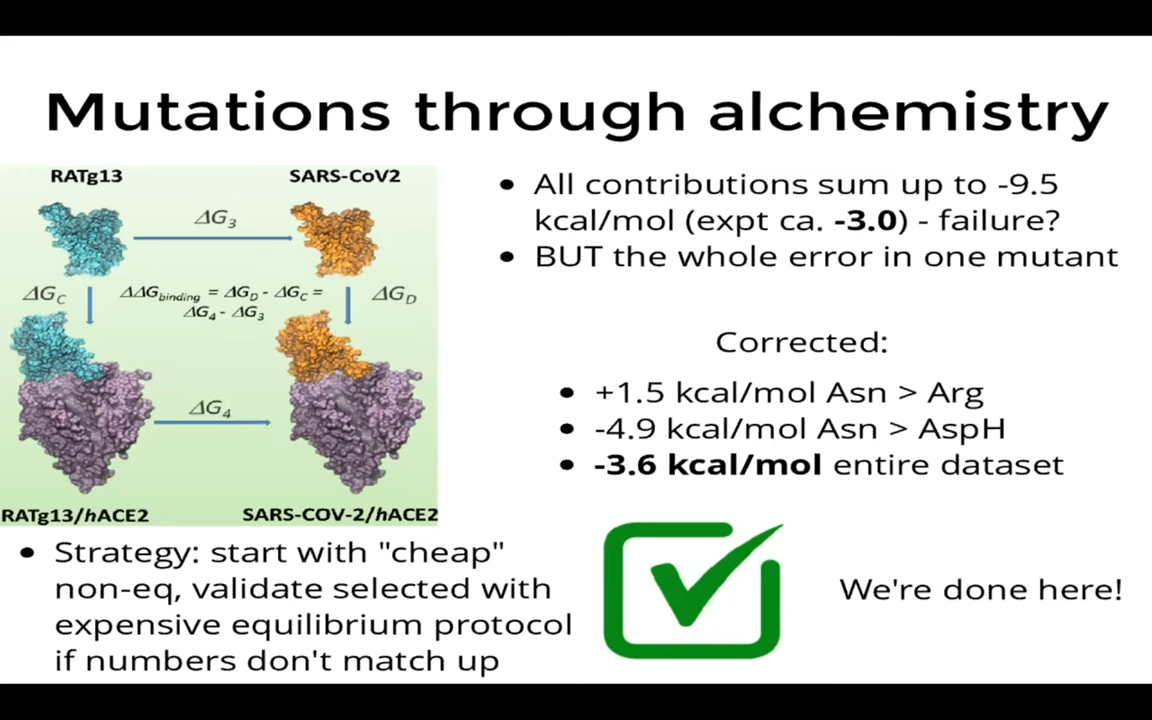 Mutations through alchemistry
RATg13
SARS-CoV2
ΔG3
ΔGC
ΔΔGbinding = ΔGD - ΔGC =
ΔG4 - ΔG3
ΔGD
ΔG4
RATg13/hACE2
SARS-COV-2/hACE2
• Strategy: start with "cheap"
non-eq, validate selected with
expensive equilibrium protocol
if numbers don't match up
• All contributions sum up to -9.5
kcal/mol (expt ca. -3.0) - failure?
• BUT the whole error in one mutant
Corrected:
• +1.5 kcal/mol Asn > Arg
• -4.9 kcal/mol Asn > AspH
• -3.6 kcal/mol entire dataset
We're done here!